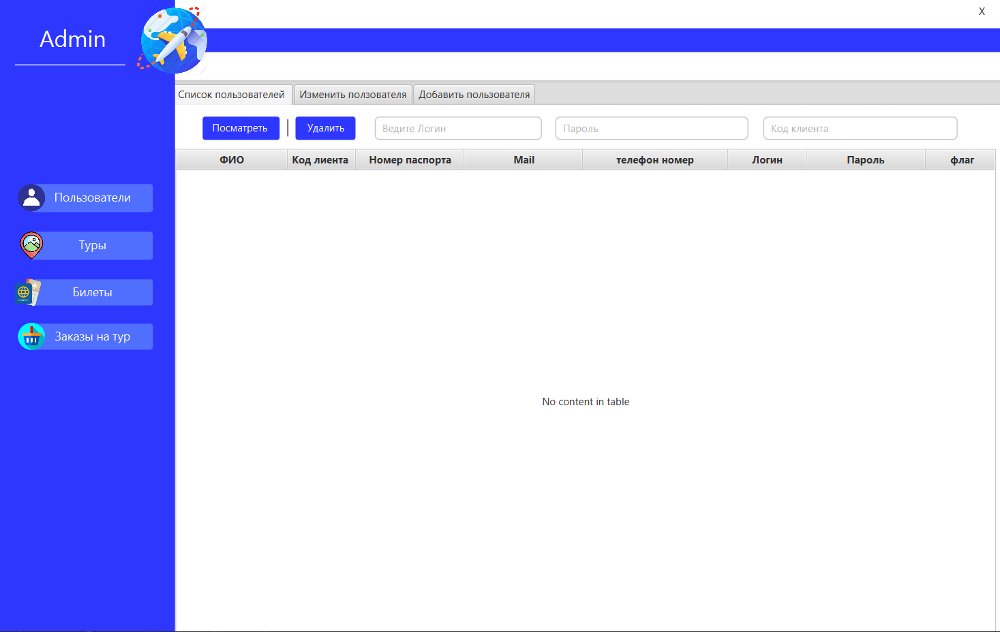 X
Admin
Список пользователей Изменить ползователя Добавить пользователя
Посматреть | Удалить Ведите Логин Пароль Код клиента
ФИО Код лиента Номер паспорта Mail телефон номер Логин Пароль флаг
Пользователи
Туры
Билеты
Заказы на тур
No content in table